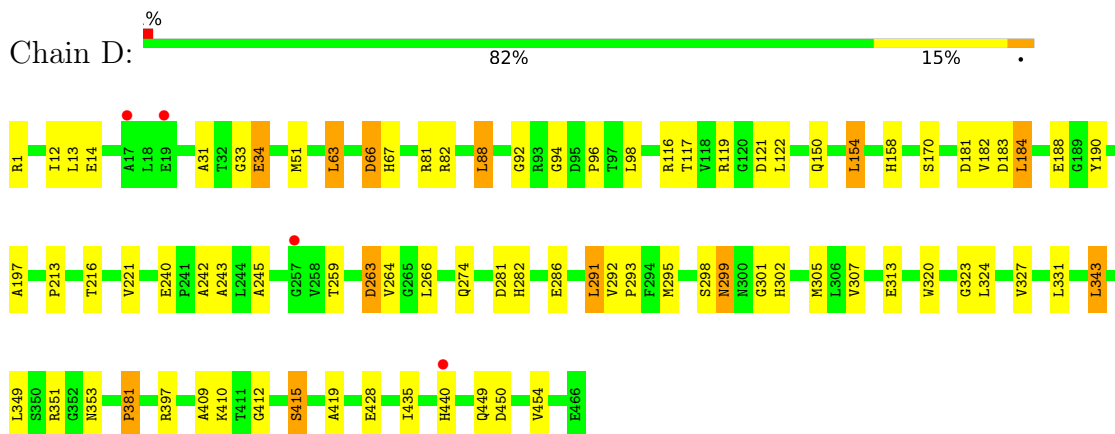 .%
Chain D:
82% 15% •
R1 I12 L13 E14 A17 L18 E19 A31 T32 G33 E34 M51 L63 D66 H67 R81 R82 L88 G92 R93 G94 D95 P96 T97 L98 R116 T117 V118 R119 G120 D121 L122 Q150 L154 H158 S170 D181 V182 D183 L184 E188 G189 Y190
A197 P213 T216 V221 E240 P241 A242 A243 L244 A245 G257 V258 T259 D263 V264 G265 L266 Q274 D281 H282 E286 L291 V292 P293 F294 M295 S298 N299 N300 G301 H302 M305 L306 V307 E313 W320 G323 L324 V327 L331 L343
L349 S350 R351 G352 N353 P381 R397 A409 K410 T411 G412 S415 A419 E428 I435 H440 Q449 D450 V454 E466